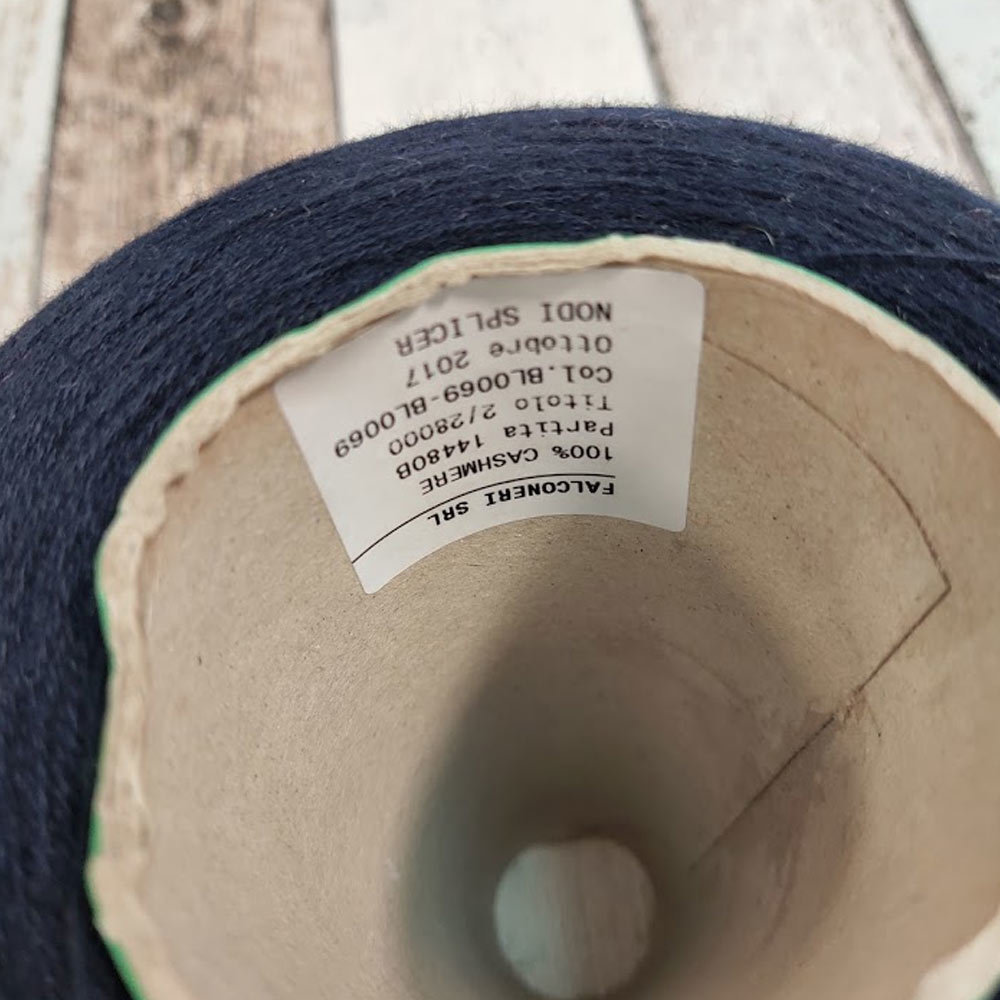 FALCONERI SRL
100% CASHMERE
Partita 14480B
Titolo 2/28000
Col.BL0069-BL0069
Ottobre 2017
NODI SPLICER